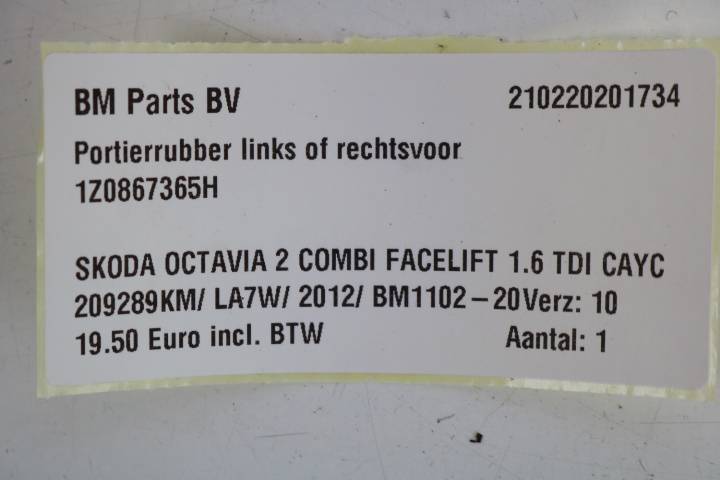 BM Parts BV 210220201734
Portierrubber links of rechtsvoor
1Z0867365H
SKODA OCTAVIA 2 COMBI FACELIFT 1.6 TDI CAYC
209289KM/ LA7W/ 2012/ BM1102-20Verz: 10
19.50 Euro incl. BTW Aantal: 1